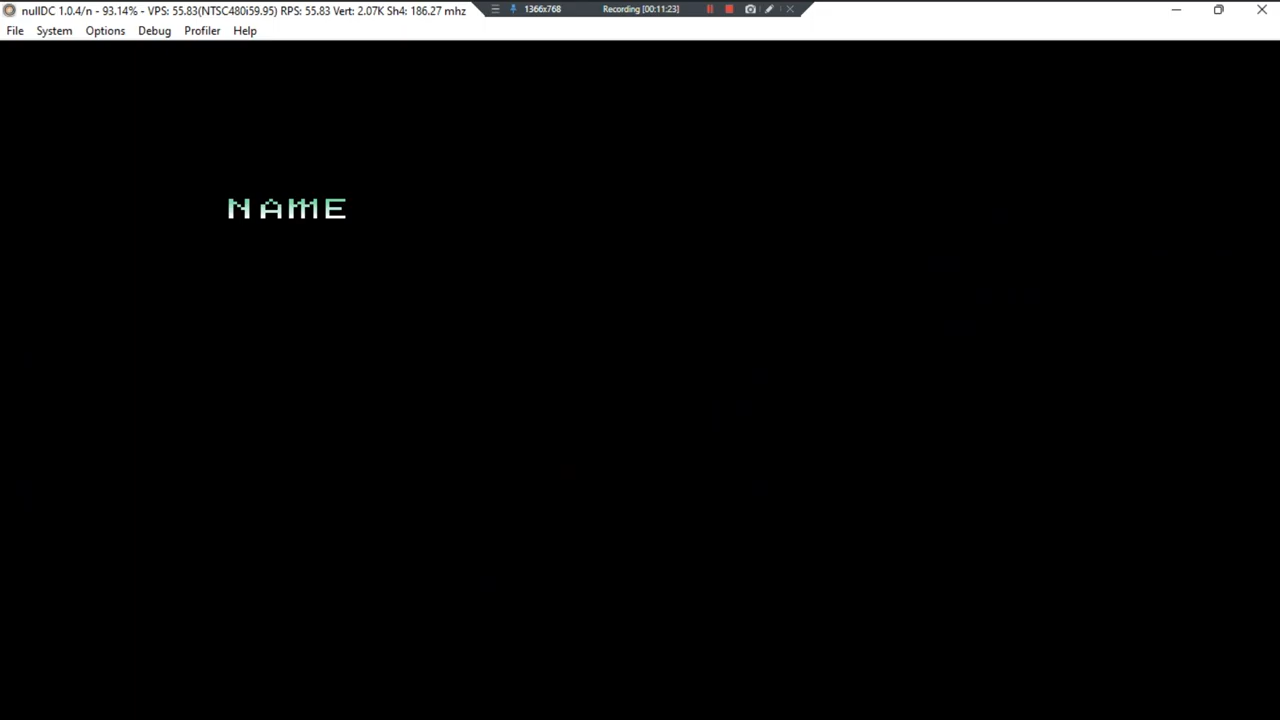 nullDC 1.0.4/n - 93.14% - VPS: 55.83(NTSC480i59.95) RPS: 55.83 Vert: 2.07K Sh4: 186.27 mhz
1366x768
Recording [00:11:23]
File System Options Debug Profiler Help
NAME